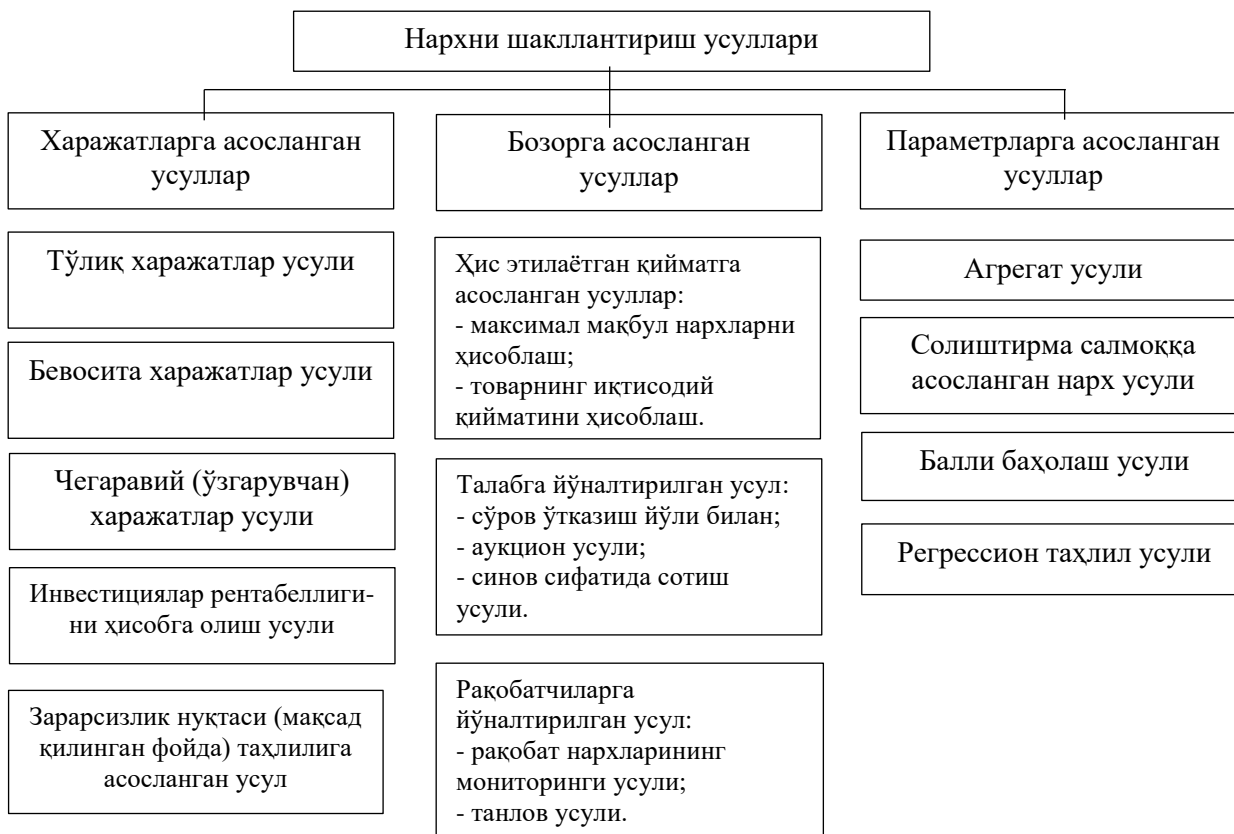 Нархни шакллантириш усуллари
Харажатларга асосланган
усуллар
Тўлиқ харажатлар усули
Бевосита харажатлар усули
Чегаравий (ўзгарувчан)
харажатлар усули
Инвестициялар рентабеллиги-
ни ҳисобга олиш усули
Зарарсизлик нуқтаси (мақсад
қилинган фойда) таҳлилига
асосланган усул
Бозорга асосланган
усуллар
Ҳис этилаётган қийматга
асосланган усуллар:
- максимал мақбул нархларни
ҳисоблаш;
- товарнинг иқтисодий
қийматини ҳисоблаш.
Талабга йўналтирилган усул:
- сўров ўтказиш йўли билан;
- аукцион усули;
- синов сифатида сотиш
усули.
Рақобатчиларга
йўналтирилган усул:
- рақобат нархларининг
мониторинги усули;
- танлов усули.
Параметрларга асосланган
усуллар
Агрегат усули
Солиштирма салмоққа
асосланган нарх усули
Балли баҳолаш усули
Регрессион таҳлил усули